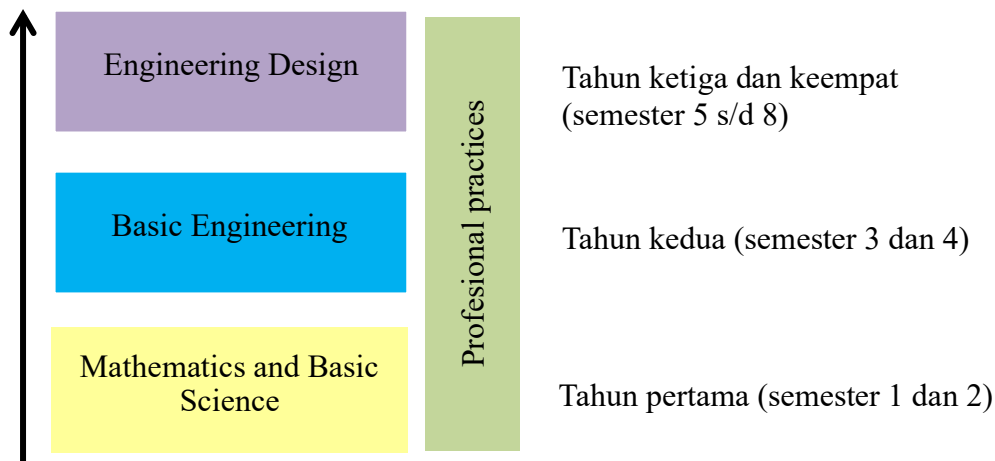 Engineering Design
Tahun ketiga dan keempat
(semester 5 s/d 8)
Basic Engineering
Tahun kedua (semester 3 dan 4)
Mathematics and Basic
Science
Tahun pertama (semester 1 dan 2)
Profesional practices